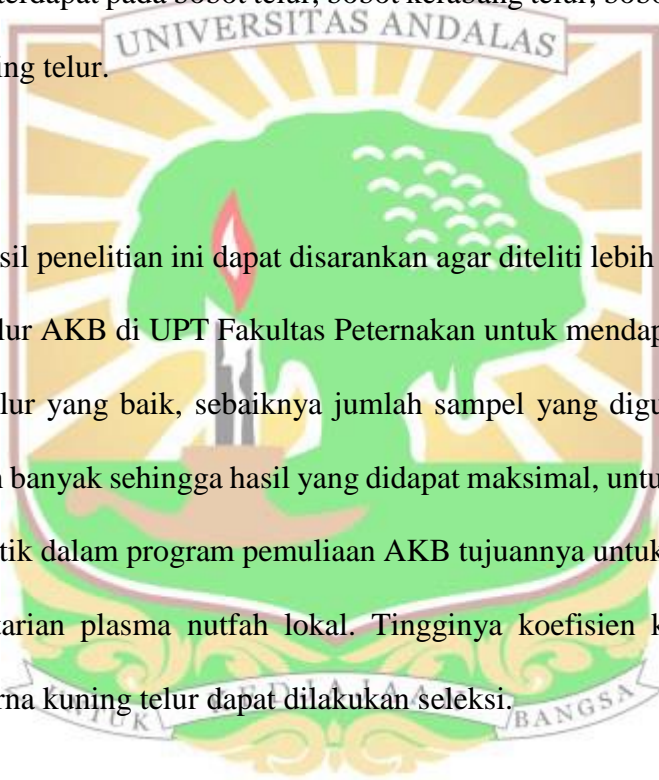 terdapat pada bobot telur, bobot kerabang telur, bobo
UNIVERSITAS ANDALAS
ing telur.
sil penelitian ini dapat disarankan agar diteliti lebih
lur AKB di UPT Fakultas Peternakan untuk mendap
lur yang baik, sebaiknya jumlah sampel yang digu
n banyak sehingga hasil yang didapat maksimal, untu
tik dalam program pemuliaan AKB tujuannya untuk
tarian plasma nutfah lokal. Tingginya koefisien k
rna kuning telur dapat dilakukan seleksi.
UNTUK KEDJAJAAN BANGSA